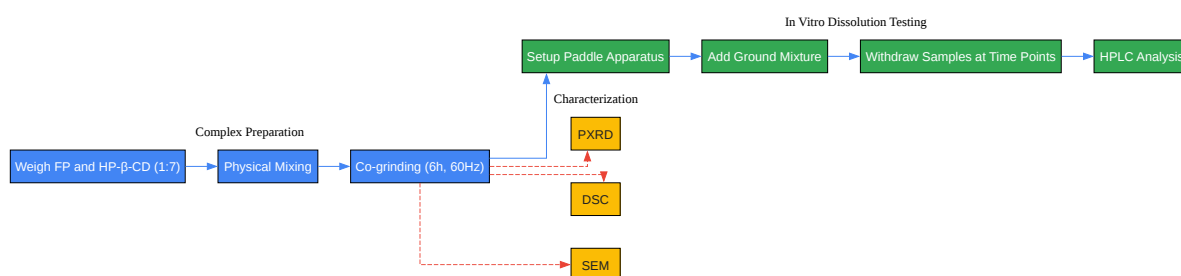 In Vitro Dissolution Testing
Setup Paddle Apparatus
Add Ground Mixture
Withdraw Samples at Time Points
HPLC Analysis
Characterization
Complex Preparation
PXRD
Weigh FP and HP-β-CD (1:7)
Physical Mixing
Co-grinding (6h, 60Hz)
DSC
SEM